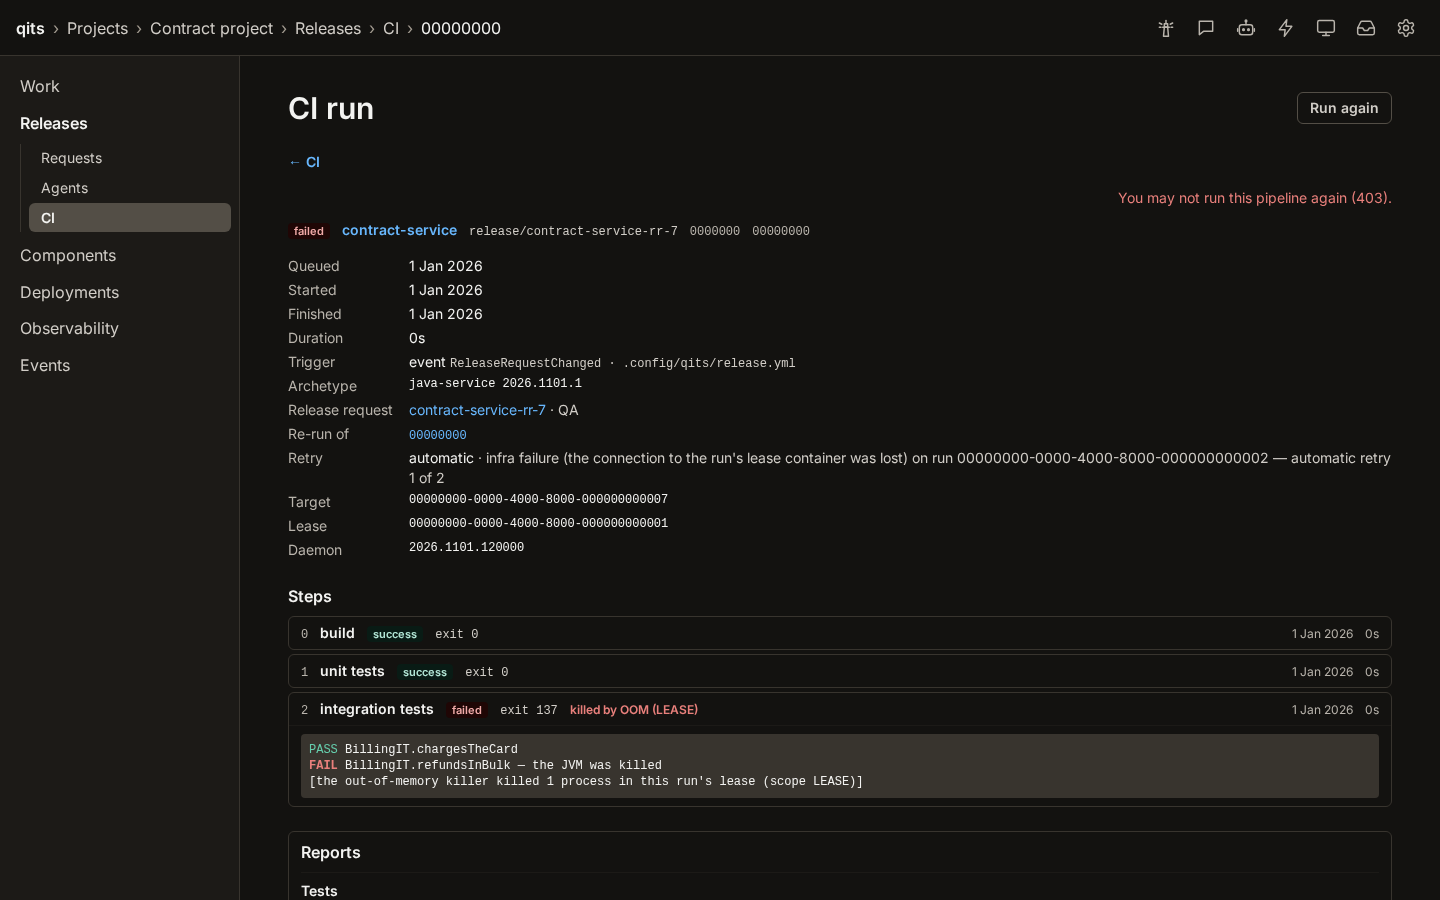 qits › Projects › Contract project › Releases › CI › 00000000
Work
Releases
Requests
Agents
CI
Components
Deployments
Observability
Events
CI run
Run again
← CI
You may not run this pipeline again (403).
failed contract-service release/contract-service-rr-7 0000000 00000000
Queued 1 Jan 2026
Started 1 Jan 2026
Finished 1 Jan 2026
Duration 0s
Trigger event ReleaseRequestChanged · .config/qits/release.yml
Archetype java-service 2026.1101.1
Release request contract-service-rr-7 · QA
Re-run of 00000000
Retry automatic · infra failure (the connection to the run's lease container was lost) on run 00000000-0000-4000-8000-000000000002 — automatic retry
1 of 2
Target 00000000-0000-4000-8000-000000000007
Lease 00000000-0000-4000-8000-000000000001
Daemon 2026.1101.120000
Steps
0 build success exit 0 1 Jan 2026 0s
1 unit tests success exit 0 1 Jan 2026 0s
2 integration tests failed exit 137 killed by OOM (LEASE) 1 Jan 2026 0s
PASS BillingIT.chargesTheCard
FAIL BillingIT.refundsInBulk — the JVM was killed
[the out-of-memory killer killed 1 process in this run's lease (scope LEASE)]
Reports
Tests